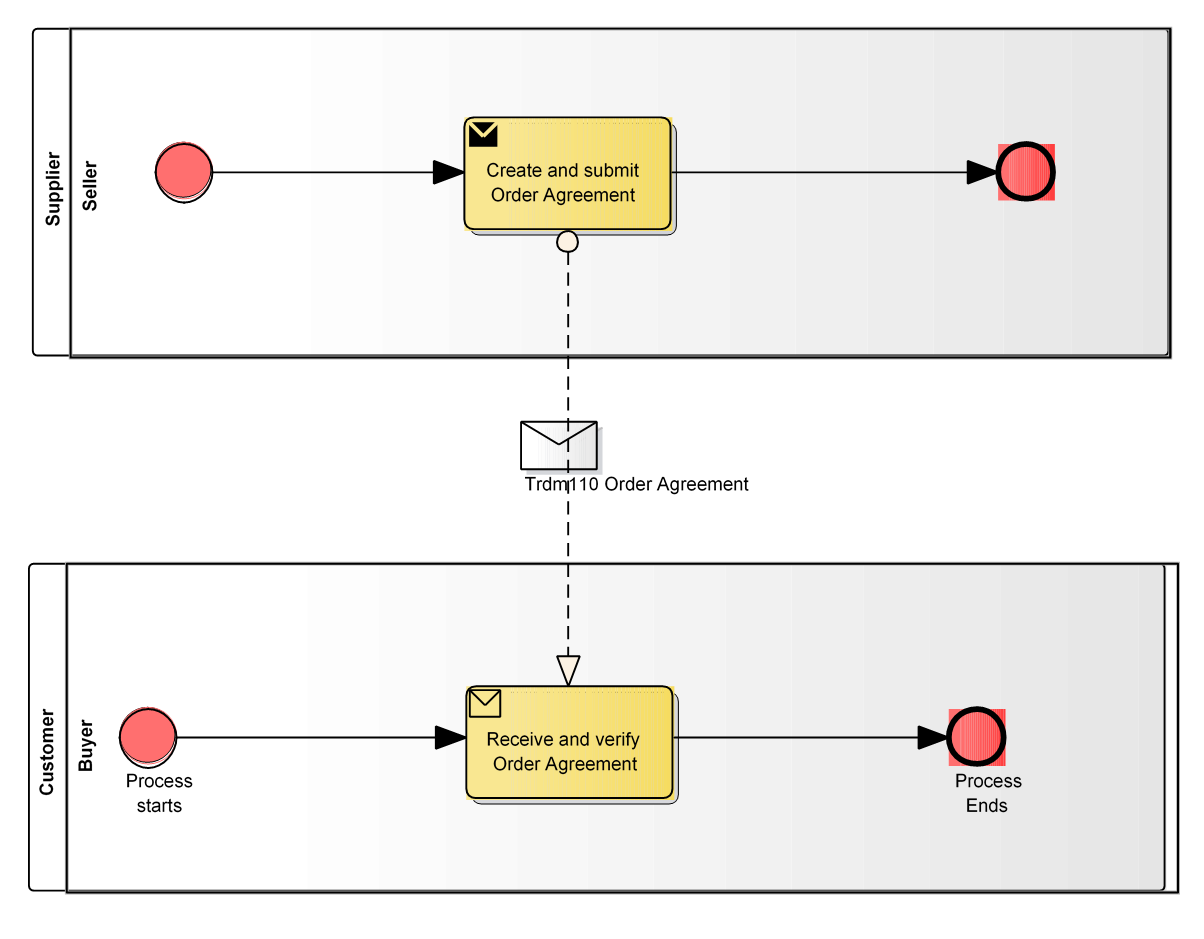 Supplier
Seller
Create and submit
Order Agreement
Trdm110 Order Agreement
Customer
Buyer
Process
starts
Receive and verify
Order Agreement
Process
Ends